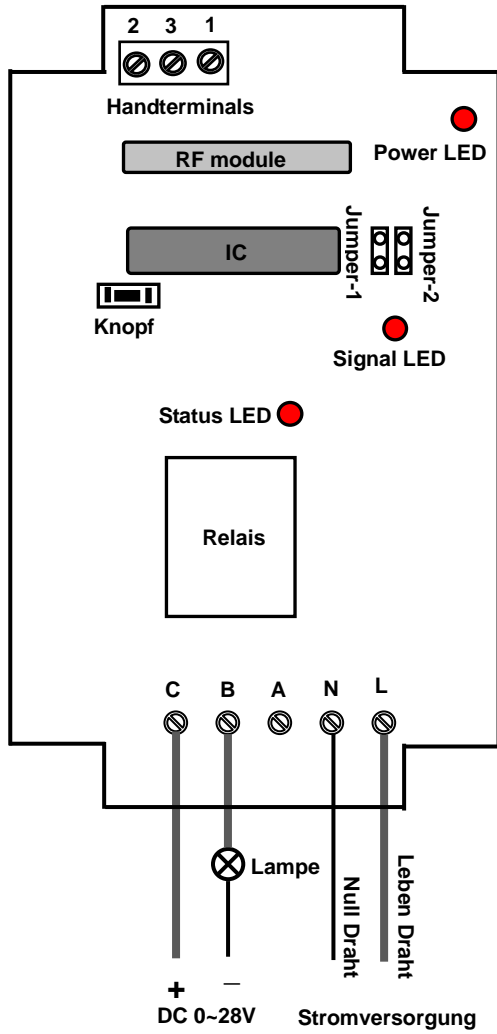 2 3 1
Handterminals
Power LED
RF module
Jumper-1
Jumper-2
IC
Knopf
Signal LED
Status LED
Relais
C B A N L
Lampe
Null Draht
Leben Draht
+ –
DC 0~28V
Stromversorgung